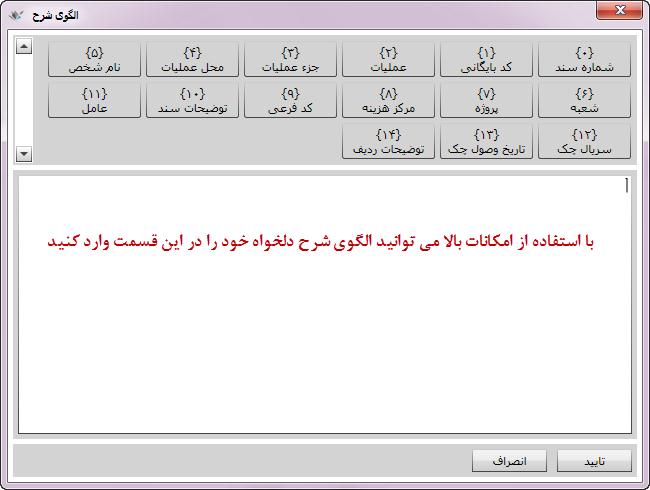 الگوی شرح
{۰}
شماره سند
{۱}
کد بایگانی
{۲}
عملیات
{۳}
جزء عملیات
{۴}
محل عملیات
{۵}
نام شخص
{۶}
شعبه
{۷}
پروژه
{۸}
مرکز هزینه
{۹}
کد فرعی
{۱۰}
توضیحات سند
{۱۱}
عامل
{۱۲}
سریال چک
{۱۳}
تاریخ وصول چک
{۱۴}
توضیحات ردیف
با استفاده از امکانات بالا می توانید الگوی شرح دلخواه خود را در این قسمت وارد کنید
تایید
انصراف